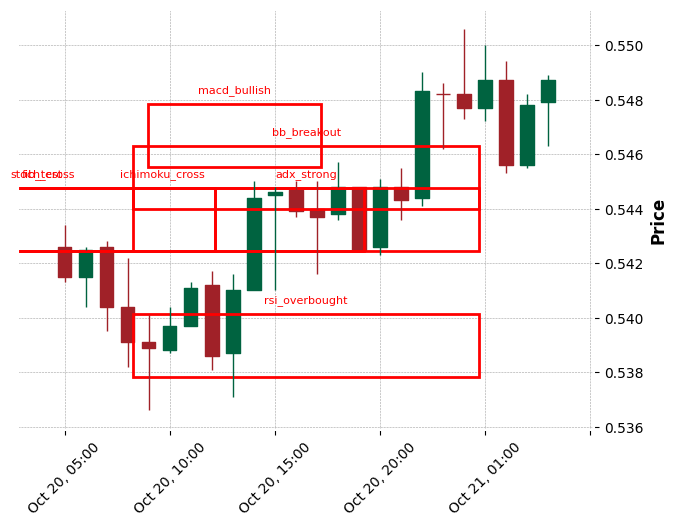 macd_bullish
bb_breakout
ichimoku_cross
adx_strong
rsi_overbought
0.550
0.548
0.546
0.544
0.542
0.540
0.538
0.536
Price
Oct 20, 05:00
Oct 20, 10:00
Oct 20, 15:00
Oct 20, 20:00
Oct 21, 01:00